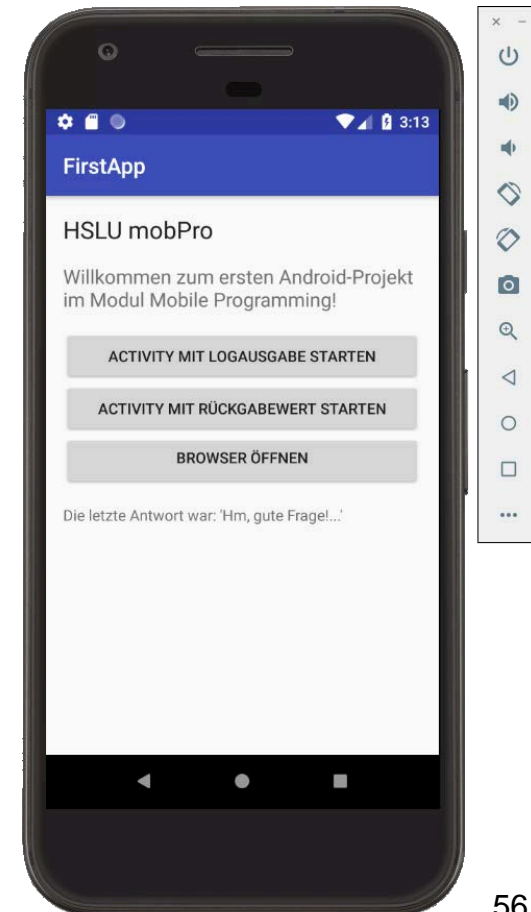 3:13
FirstApp
HSLU mobPro
Willkommen zum ersten Android-Projekt
im Modul Mobile Programming!
ACTIVITY MIT LOGAUSGABE STARTEN
ACTIVITY MIT RÜCKGABEWERT STARTEN
BROWSER ÖFFNEN
Die letzte Antwort war: 'Hm, gute Frage!...'
56